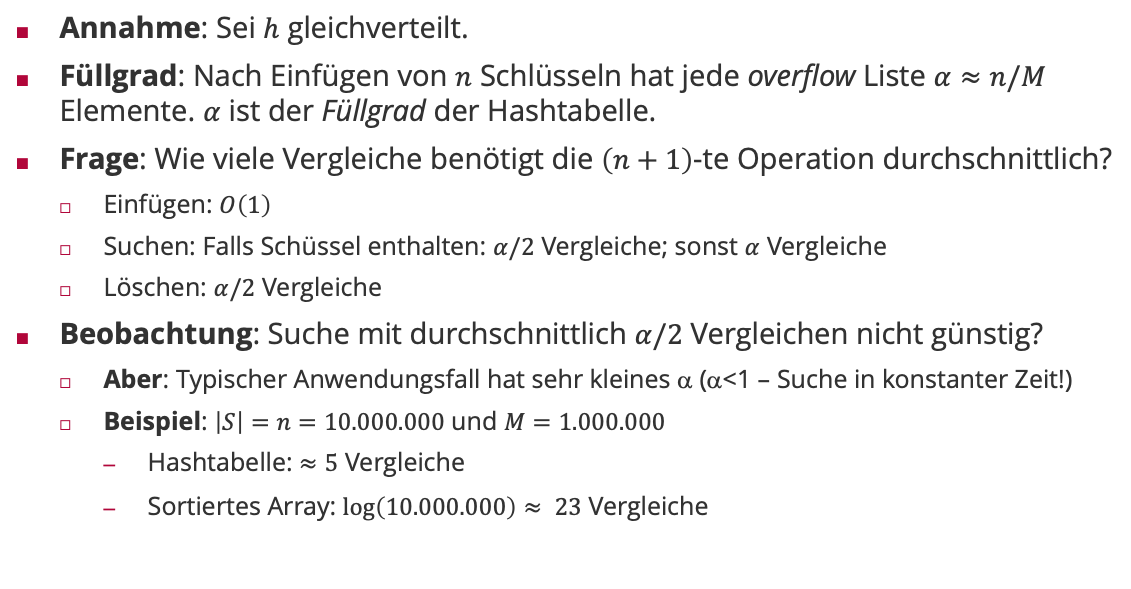 Annahme: Sei h gleichverteilt.
Füllgrad: Nach Einfügen von n Schlüsseln hat jede overflow Liste α ≈ n/M
Elemente. α ist der Füllgrad der Hashtabelle.
Frage: Wie viele Vergleiche benötigt die (n + 1)-te Operation durchschnittlich?
Einfügen: O(1)
Suchen: Falls Schüssel enthalten: α/2 Vergleiche; sonst α Vergleiche
Löschen: α/2 Vergleiche
Beobachtung: Suche mit durchschnittlich α/2 Vergleichen nicht günstig?
Aber: Typischer Anwendungsfall hat sehr kleines α (α<1 – Suche in konstanter Zeit!)
Beispiel: |S| = n = 10.000.000 und M = 1.000.000
– Hashtabelle: ≈ 5 Vergleiche
– Sortiertes Array: log(10.000.000) ≈ 23 Vergleiche